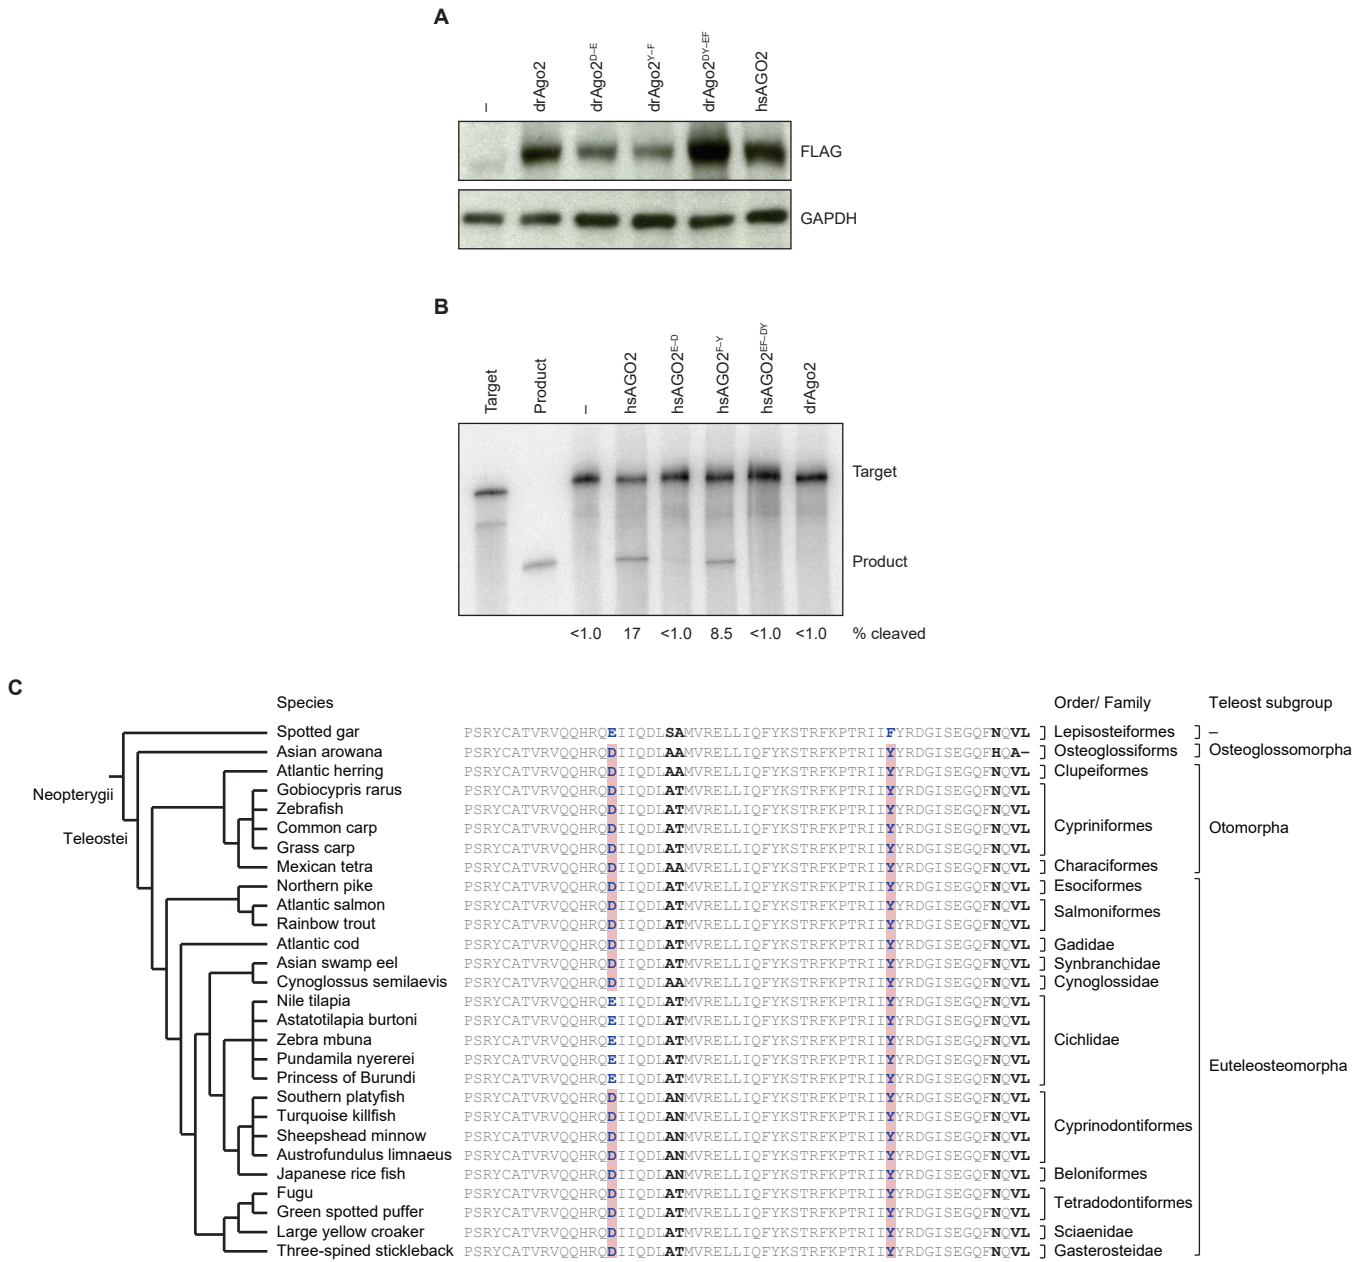 A
–
drAgo2
drAgo2D–E
drAgo2Y–F
drAgo2DY–EF
hsAGO2
FLAG
GAPDH
B
Target
Product
–
hsAGO2
hsAGO2E–D
hsAGO2F–Y
hsAGO2EF–DY
drAgo2
Target
Product
<1.0 17 <1.0 8.5 <1.0 <1.0 % cleaved
C
Species Order/ Family Teleost subgroup
Neopterygii
Teleostei
Spotted gar PSRYCATVRVQQHRQEIIQDLSAMVRELLIQFYKSTRFKPTRIIFYRDGISEGQFNQVL Lepisosteiformes –
Asian arowana PSRYCATVRVQQHRQDIIQDLAAMVRELLIQFYKSTRFKPTRIIYYRDGISEGQFHQA– Osteoglossiforms Osteoglossomorpha
Atlantic herring PSRYCATVRVQQHRQDIIQDLAAMVRELLIQFYKSTRFKPTRIIYYRDGISEGQFNQVL Clupeiformes
Gobiocypris rarus PSRYCATVRVQQHRQDIIQDLATMVRELLIQFYKSTRFKPTRIIYYRDGISEGQFNQVL
Zebrafish PSRYCATVRVQQHRQDIIQDLATMVRELLIQFYKSTRFKPTRIIYYRDGISEGQFNQVL
Common carp PSRYCATVRVQQHRQDIIQDLATMVRELLIQFYKSTRFKPTRIIYYRDGISEGQFNQVL Cypriniformes Otomorpha
Grass carp PSRYCATVRVQQHRQDIIQDLATMVRELLIQFYKSTRFKPTRIIYYRDGISEGQFNQVL
Mexican tetra PSRYCATVRVQQHRQDIIQDLAAMVRELLIQFYKSTRFKPTRIIYYRDGISEGQFNQVL Characiformes
Northern pike PSRYCATVRVQQHRQDIIQDLATMVRELLIQFYKSTRFKPTRIIYYRDGISEGQFNQVL Esociformes
Atlantic salmon PSRYCATVRVQQHRQDIIQDLATMVRELLIQFYKSTRFKPTRIIYYRDGISEGQFNQVL Salmoniformes
Rainbow trout PSRYCATVRVQQHRQDIIQDLATMVRELLIQFYKSTRFKPTRIIYYRDGISEGQFNQVL
Atlantic cod PSRYCATVRVQQHRQDIIQDLATMVRELLIQFYKSTRFKPTRIIYYRDGISEGQFNQVL Gadidae
Asian swamp eel PSRYCATVRVQQHRQDIIQDLATMVRELLIQFYKSTRFKPTRIIYYRDGISEGQFNQVL Synbranchidae
Cynoglossus semilaevis PSRYCATVRVQQHRQDIIQDLAAMVRELLIQFYKSTRFKPTRIIYYRDGISEGQFNQVL Cynoglossidae
Nile tilapia PSRYCATVRVQQHRQEIIQDLATMVRELLIQFYKSTRFKPTRIIYYRDGISEGQFNQVL
Astatotilapia burtoni PSRYCATVRVQQHRQEIIQDLATMVRELLIQFYKSTRFKPTRIIYYRDGISEGQFNQVL
Zebra mbuna PSRYCATVRVQQHRQEIIQDLATMVRELLIQFYKSTRFKPTRIIYYRDGISEGQFNQVL Cichlidae
Pundamila nyererei PSRYCATVRVQQHRQEIIQDLATMVRELLIQFYKSTRFKPTRIIYYRDGISEGQFNQVL Euteleosteomorpha
Princess of Burundi PSRYCATVRVQQHRQEIIQDLATMVRELLIQFYKSTRFKPTRIIYYRDGISEGQFNQVL
Southern platyfish PSRYCATVRVQQHRQDIIQDLANMVRELLIQFYKSTRFKPTRIIYYRDGISEGQFNQVL
Turquoise killfish PSRYCATVRVQQHRQDIIQDLANMVRELLIQFYKSTRFKPTRIIYYRDGISEGQFNQVL Cyprinodontiformes
Sheepshead minnow PSRYCATVRVQQHRQDIIQDLANMVRELLIQFYKSTRFKPTRIIYYRDGISEGQFNQVL
Austrofundulus limnaeus PSRYCATVRVQQHRQDIIQDLANMVRELLIQFYKSTRFKPTRIIYYRDGISEGQFNQVL
Japanese rice fish PSRYCATVRVQQHRQDIIQDLANMVRELLIQFYKSTRFKPTRIIYYRDGISEGQFNQVL Beloniformes
Fugu PSRYCATVRVQQHRQDIIQDLATMVRELLIQFYKSTRFKPTRIIYYRDGISEGQFNQVL Tetradodontiformes
Green spotted puffer PSRYCATVRVQQHRQDIIQDLATMVRELLIQFYKSTRFKPTRIIYYRDGISEGQFNQVL
Large yellow croaker PSRYCATVRVQQHRQDIIQDLATMVRELLIQFYKSTRFKPTRIIYYRDGISEGQFNQVL Sciaenidae
Three-spined stickleback PSRYCATVRVQQHRQDIIQDLATMVRELLIQFYKSTRFKPTRIIYYRDGISEGQFNQVL Gasterosteidae